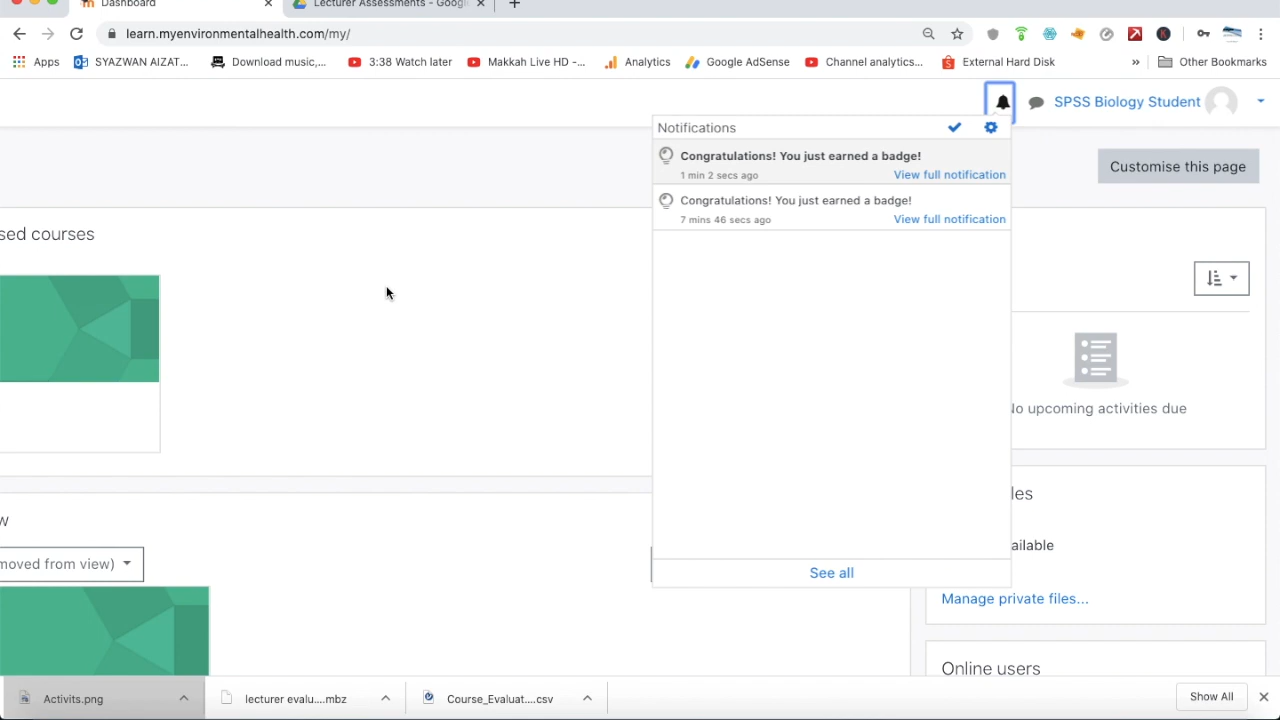 Dashboard
Lecturer Assessments - Googl
learn.myenvironmentalhealth.com/my/
Apps
SYAZWAN AIZAT...
Download music,...
3:38 Watch later
Makkah Live HD -...
Analytics
Google AdSense
Channel analytics...
External Hard Disk
»
Other Bookmarks
SPSS Biology Student
Notifications
Congratulations! You just earned a badge!
1 min 2 secs ago
View full notification
Congratulations! You just earned a badge!
7 mins 46 secs ago
View full notification
See all
Customise this page
sed courses
No upcoming activities due
les
ailable
Manage private files...
w
moved from view)
Online users
Activits.png
lecturer evalu....mbz
Course_Evaluat....csv
Show All